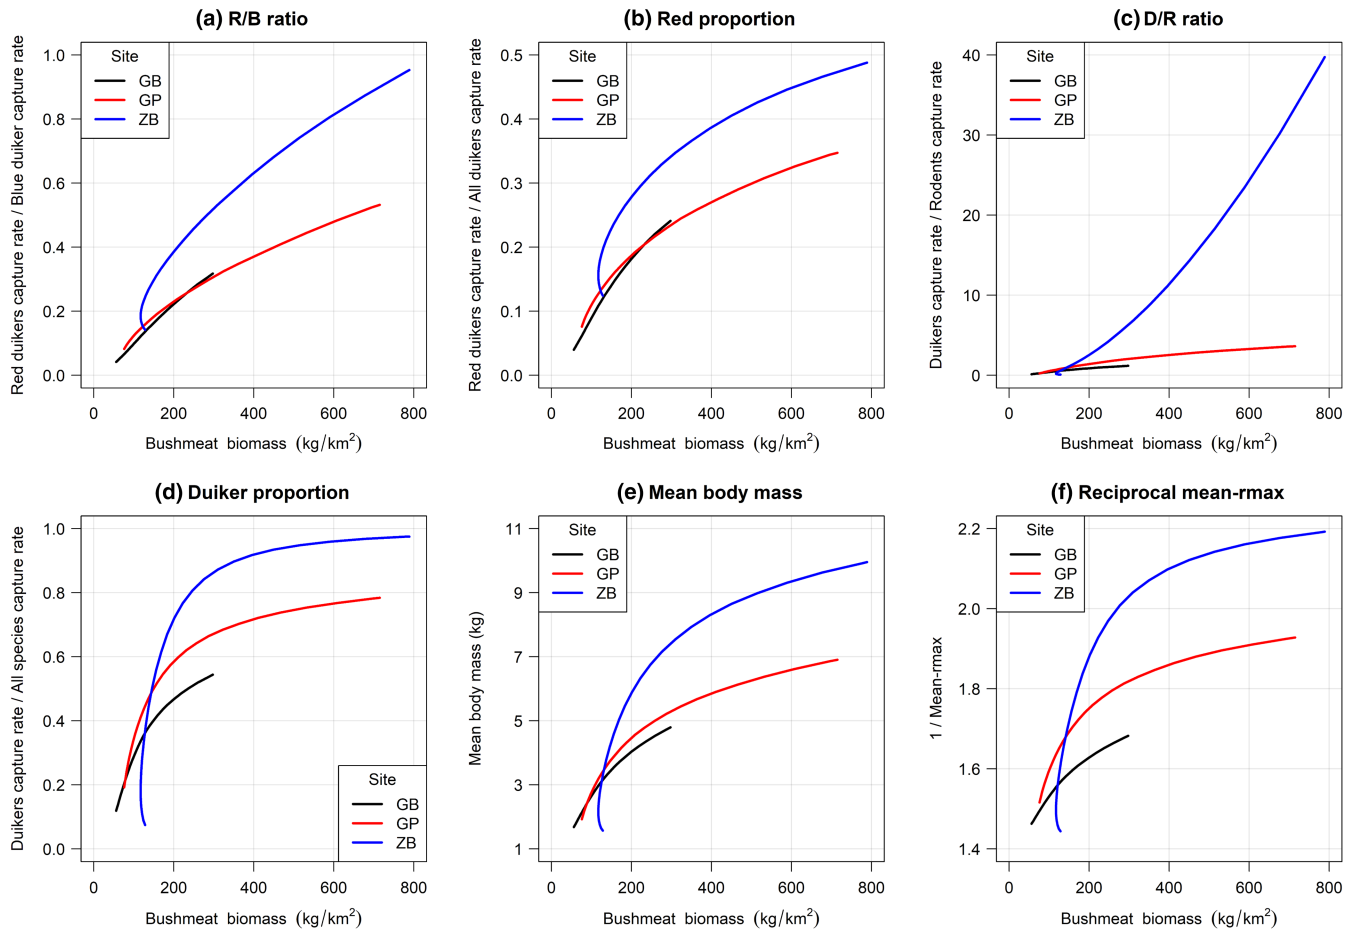 (a) R/B ratio
Red duikers capture rate / Blue duiker capture rate
1.0
0.8
0.6
0.4
0.2
0.0
Site
GB
GP
ZB
0 200 400 600 800
Bushmeat biomass (kg/km²)
(b) Red proportion
Red duikers capture rate / All duikers capture rate
0.5
0.4
0.3
0.2
0.1
0.0
Site
GB
GP
ZB
0 200 400 600 800
Bushmeat biomass (kg/km²)
(c) D/R ratio
Duikers capture rate / Rodents capture rate
40
30
20
10
0
Site
GB
GP
ZB
0 200 400 600 800
Bushmeat biomass (kg/km²)
(d) Duiker proportion
Duikers capture rate / All species capture rate
1.0
0.8
0.6
0.4
0.2
0.0
Site
GB
GP
ZB
0 200 400 600 800
Bushmeat biomass (kg/km²)
(e) Mean body mass
Mean body mass (kg)
11
9
7
5
3
1
Site
GB
GP
ZB
0 200 400 600 800
Bushmeat biomass (kg/km²)
(f) Reciprocal mean-rmax
1 / Mean-rmax
2.2
2.0
1.8
1.6
1.4
Site
GB
GP
ZB
0 200 400 600 800
Bushmeat biomass (kg/km²)